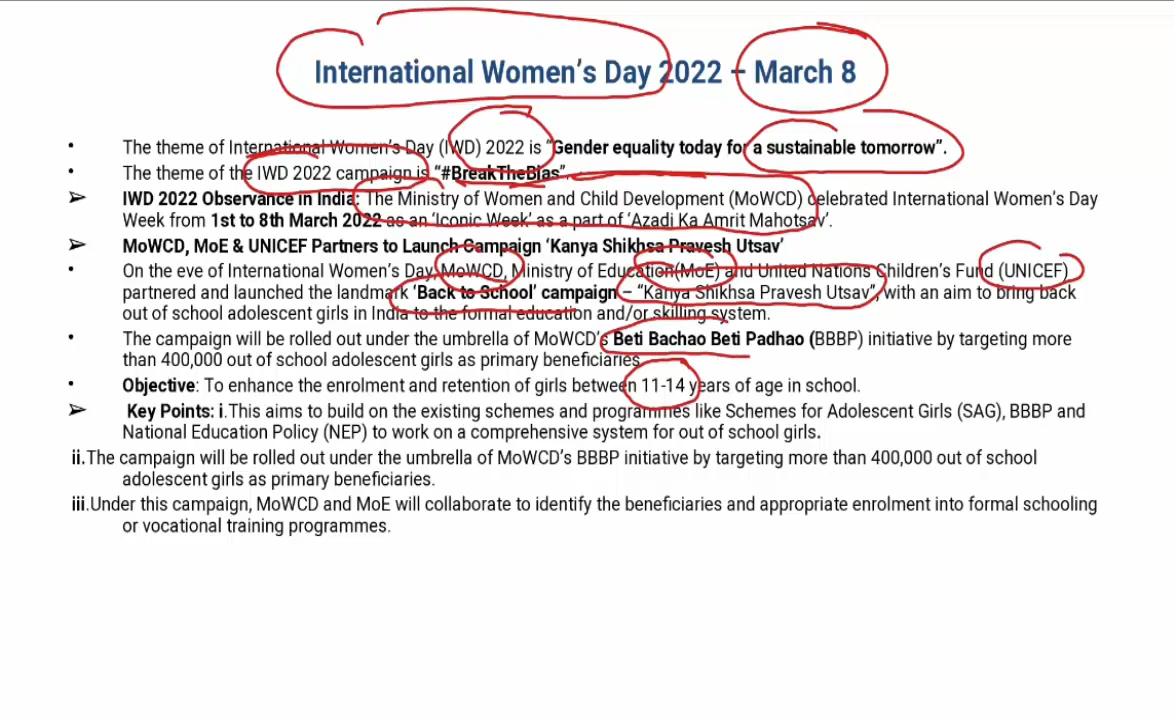 International Women's Day 2022 – March 8
• The theme of International Women's Day (IWD) 2022 is "Gender equality today for a sustainable tomorrow".
• The theme of the IWD 2022 campaign is "#BreakTheBias".
➢ IWD 2022 Observance in India: The Ministry of Women and Child Development (MoWCD) celebrated International Women's Day
Week from 1st to 8th March 2022 as an 'Iconic Week' as a part of 'Azadi Ka Amrit Mahotsav'.
➢ MoWCD, MoE & UNICEF Partners to Launch Campaign 'Kanya Shikhsa Pravesh Utsav'
• On the eve of International Women's Day, MoWCD, Ministry of Education(MoE) and United Nations Children's Fund (UNICEF)
partnered and launched the landmark 'Back to School' campaign – "Kanya Shikhsa Pravesh Utsav", with an aim to bring back
out of school adolescent girls in India to the formal education and/or skilling system.
• The campaign will be rolled out under the umbrella of MoWCD's Beti Bachao Beti Padhao (BBBP) initiative by targeting more
than 400,000 out of school adolescent girls as primary beneficiaries.
• Objective: To enhance the enrolment and retention of girls between 11-14 years of age in school.
➢ Key Points: i.This aims to build on the existing schemes and programmes like Schemes for Adolescent Girls (SAG), BBBP and
National Education Policy (NEP) to work on a comprehensive system for out of school girls.
ii.The campaign will be rolled out under the umbrella of MoWCD's BBBP initiative by targeting more than 400,000 out of school
adolescent girls as primary beneficiaries.
iii.Under this campaign, MoWCD and MoE will collaborate to identify the beneficiaries and appropriate enrolment into formal schooling
or vocational training programmes.